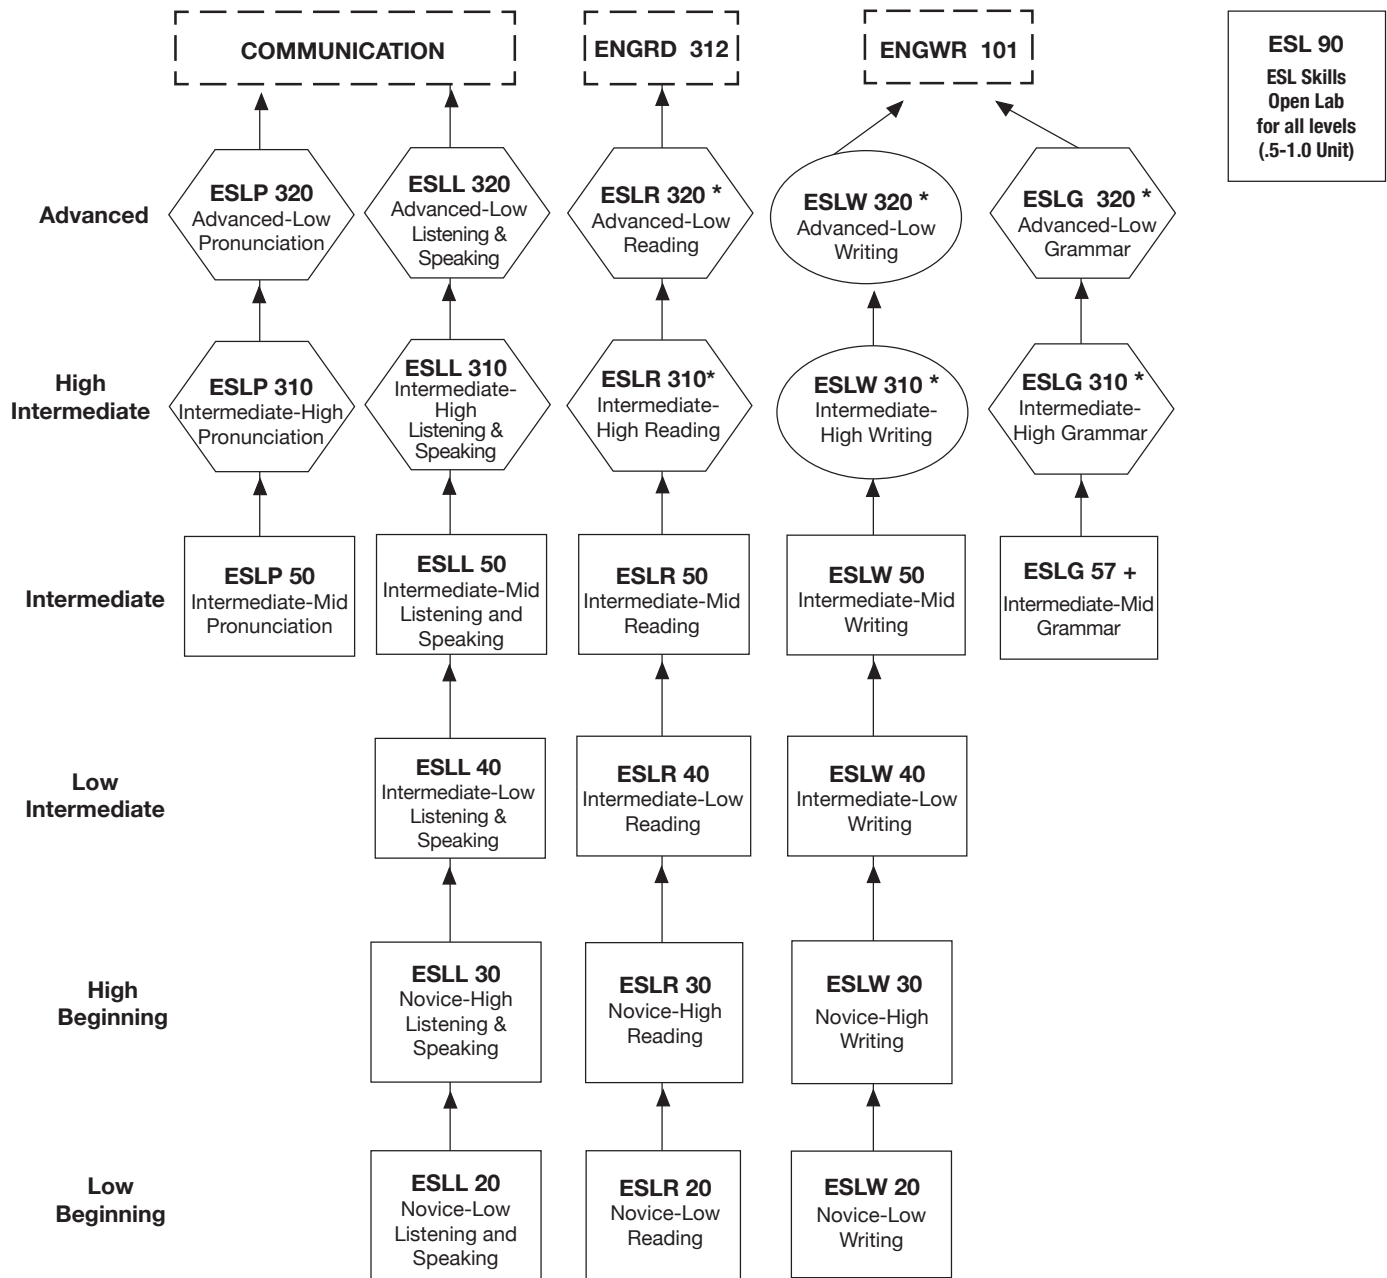 COMMUNICATION
ENGRD 312
ENGWR 101
ESL 90
ESL Skills
Open Lab
for all levels
(.5-1.0 Unit)
Advanced
ESLP 320
Advanced-Low
Pronunciation
ESLL 320
Advanced-Low
Listening &
Speaking
ESLR 320 *
Advanced-Low
Reading
ESLW 320 *
Advanced-Low
Writing
ESLG 320 *
Advanced-Low
Grammar
High
Intermediate
ESLP 310
Intermediate-High
Pronunciation
ESLL 310
Intermediate-
High
Listening &
Speaking
ESLR 310*
Intermediate-
High Reading
ESLW 310 *
Intermediate-
High Writing
ESLG 310 *
Intermediate-
High Grammar
Intermediate
ESLP 50
Intermediate-Mid
Pronunciation
ESLL 50
Intermediate-Mid
Listening and
Speaking
ESLR 50
Intermediate-Mid
Reading
ESLW 50
Intermediate-Mid
Writing
ESLG 57 +
Intermediate-Mid
Grammar
Low
Intermediate
ESLL 40
Intermediate-Low
Listening &
Speaking
ESLR 40
Intermediate-Low
Reading
ESLW 40
Intermediate-Low
Writing
High
Beginning
ESLL 30
Novice-High
Listening &
Speaking
ESLR 30
Novice-High
Reading
ESLW 30
Novice-High
Writing
Low
Beginning
ESLL 20
Novice-Low
Listening and
Speaking
ESLR 20
Novice-Low
Reading
ESLW 20
Novice-Low
Writing